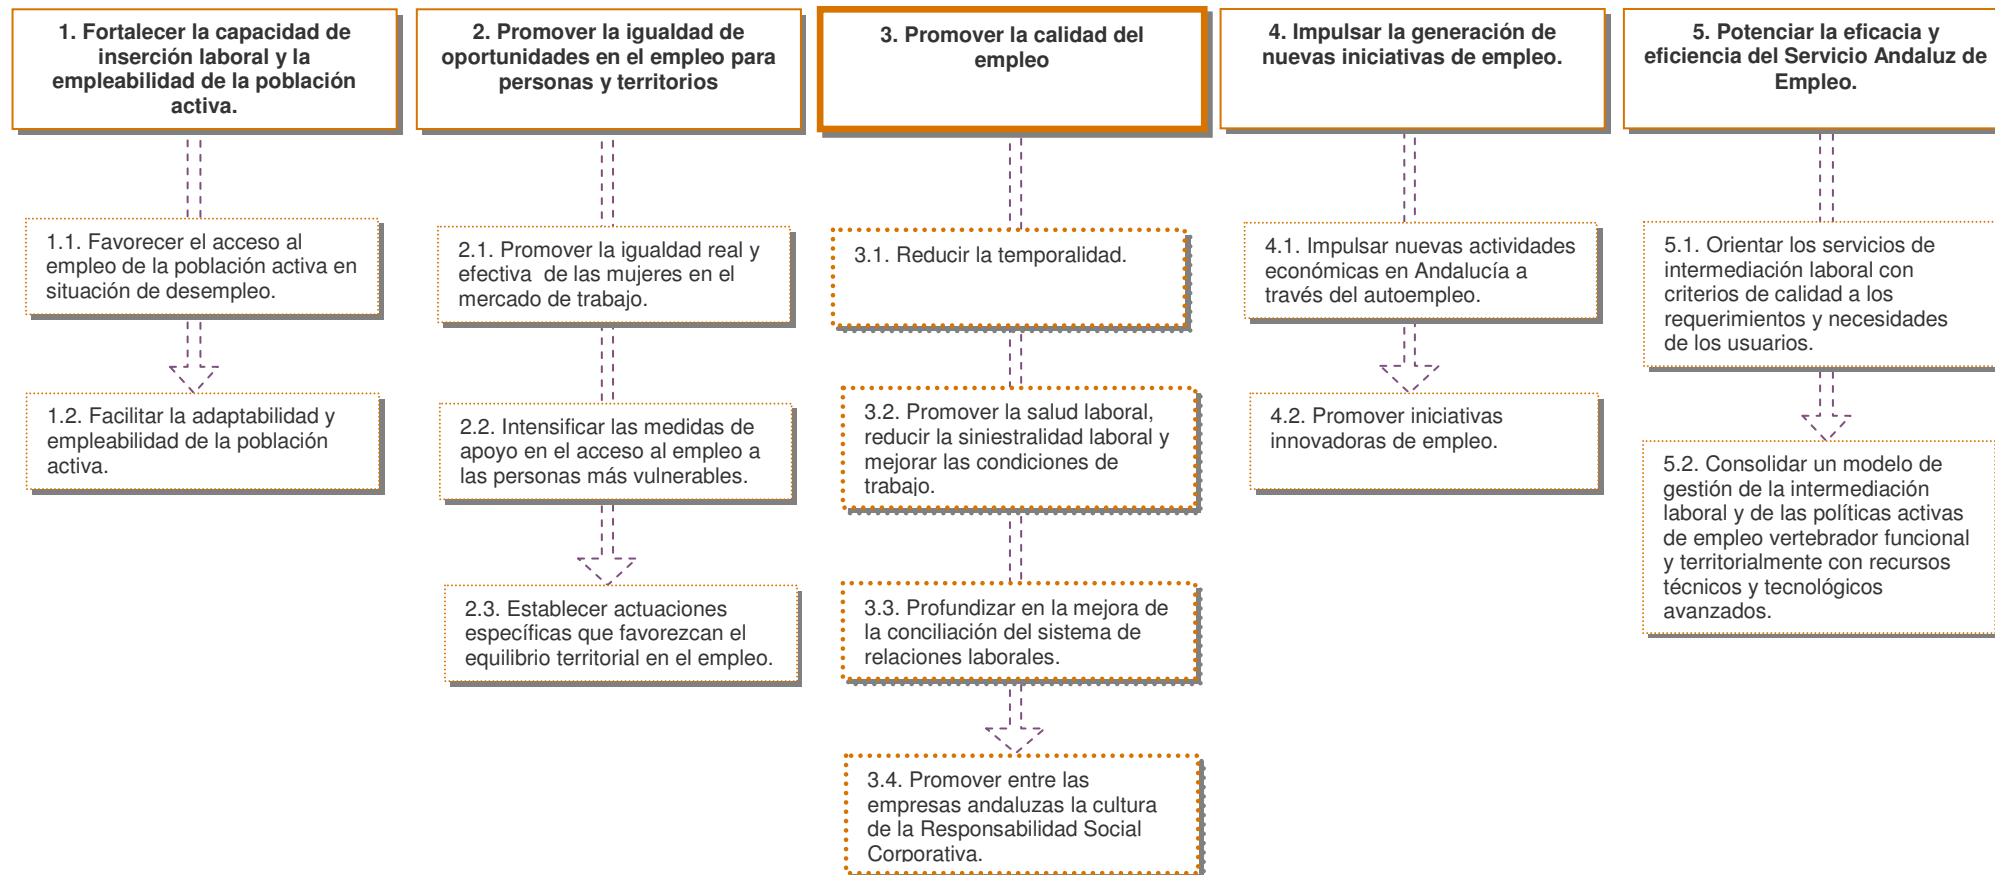 1. Fortalecer la capacidad de
inserción laboral y la
empleabilidad de la población
activa.
1.1. Favorecer el acceso al
empleo de la población activa en
situación de desempleo.
1.2. Facilitar la adaptabilidad y
empleabilidad de la población
activa.
2. Promover la igualdad de
oportunidades en el empleo para
personas y territorios
2.1. Promover la igualdad real y
efectiva de las mujeres en el
mercado de trabajo.
2.2. Intensificar las medidas de
apoyo en el acceso al empleo a
las personas más vulnerables.
2.3. Establecer actuaciones
específicas que favorezcan el
equilibrio territorial en el empleo.
3. Promover la calidad del
empleo
3.1. Reducir la temporalidad.
3.2. Promover la salud laboral,
reducir la siniestralidad laboral y
mejorar las condiciones de
trabajo.
3.3. Profundizar en la mejora de
la conciliación del sistema de
relaciones laborales.
3.4. Promover entre las
empresas andaluzas la cultura
de la Responsabilidad Social
Corporativa.
4. Impulsar la generación de
nuevas iniciativas de empleo.
4.1. Impulsar nuevas actividades
económicas en Andalucía a
través del autoempleo.
4.2. Promover iniciativas
innovadoras de empleo.
5. Potenciar la eficacia y
eficiencia del Servicio Andaluz de
Empleo.
5.1. Orientar los servicios de
intermediación laboral con
criterios de calidad a los
requerimientos y necesidades
de los usuarios.
5.2. Consolidar un modelo de
gestión de la intermediación
laboral y de las políticas activas
de empleo vertebrador funcional
y territorialmente con recursos
técnicos y tecnológicos
avanzados.